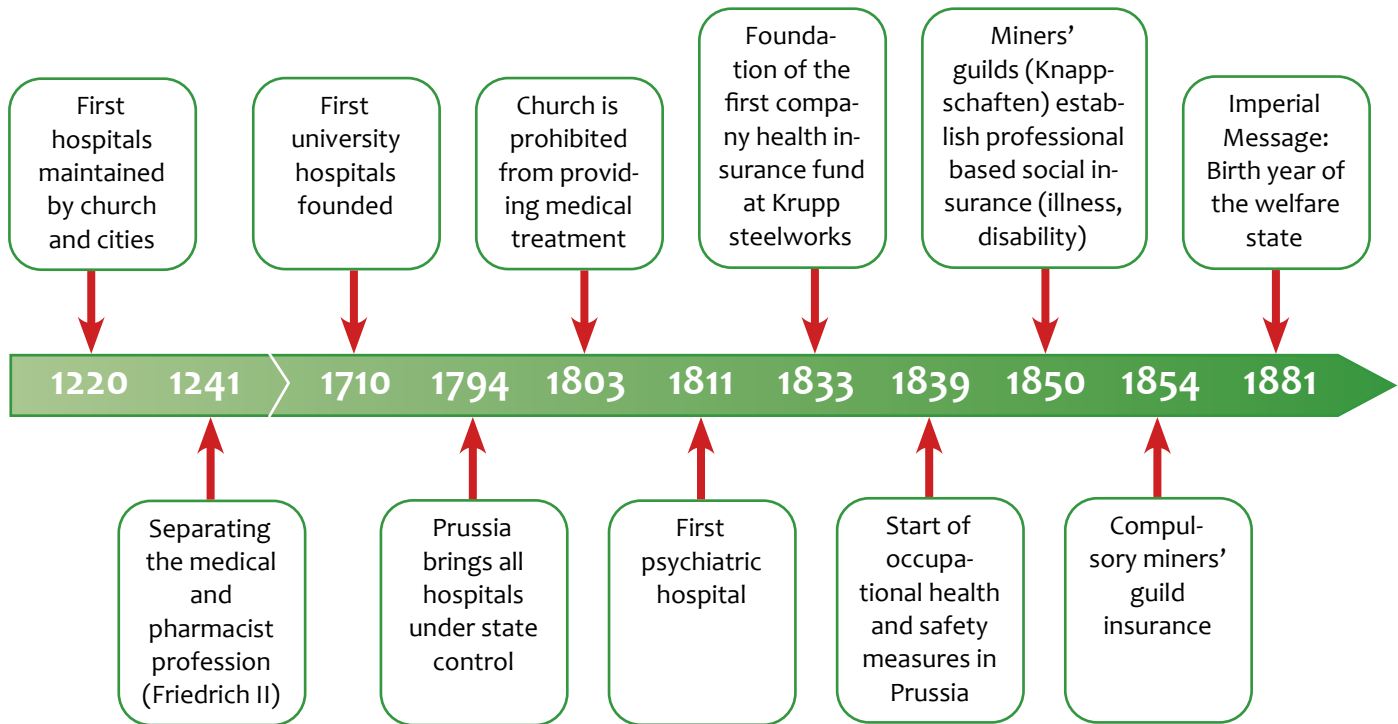 First
hospitals
maintained
by church
and cities
First
university
hospitals
founded
Church is
prohibited
from provid-
ing medical
treatment
Founda-
tion of the
first compa-
ny health in-
surance fund
at Krupp
steelworks
Miners’
guilds (Knapp-
schaften) estab-
lish professional
based social in-
surance (illness,
disability)
Imperial
Message:
Birth year of
the welfare
state
1220 1241 1710 1794 1803 1811 1833 1839 1850 1854 1881
Separating
the medical
and
pharmacist
profession
(Friedrich II)
Prussia
brings all
hospitals
under state
control
First
psychiatric
hospital
Start of
occupa-
tional health
and safety
measures in
Prussia
Compul-
sory miners’
guild
insurance